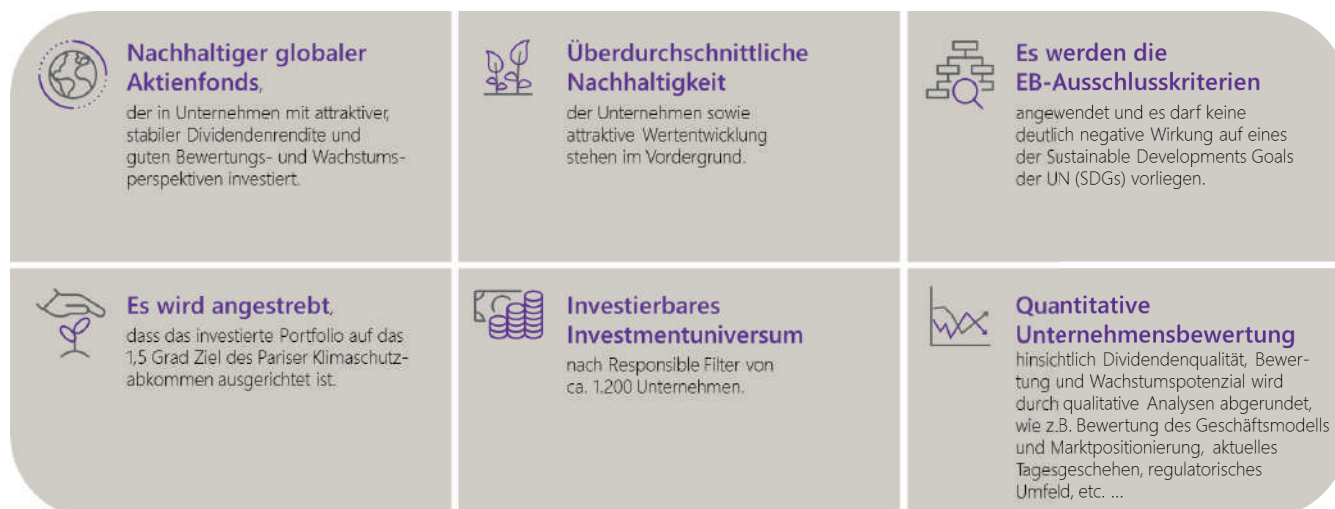 Nachhaltiger globaler
Aktienfonds,
der in Unternehmen mit attraktiver,
stabiler Dividendenrendite und
guten Bewertungs- und Wachstums-
perspektiven investiert.
Überdurchschnittliche
Nachhaltigkeit
der Unternehmen sowie
attraktive Wertentwicklung
stehen im Vordergrund.
Es werden die
EB-Ausschlusskriterien
angewendet und es darf keine
deutlich negative Wirkung auf eines
der Sustainable Developments Goals
der UN (SDGs) vorliegen.
Es wird angestrebt,
dass das investierte Portfolio auf das
1,5 Grad Ziel des Pariser Klimaschutz-
abkommen ausgerichtet ist.
Investierbares
Investmentuniversum
nach Responsible Filter von
ca. 1.200 Unternehmen.
Quantitative
Unternehmensbewertung
hinsichtlich Dividendenqualität, Bewer-
tung und Wachstumspotenzial wird
durch qualitative Analysen abgerundet,
wie z.B. Bewertung des Geschäftsmodells
und Marktpositionierung, aktuelles
Tagesgeschehen, regulatorisches
Umfeld, etc. ...